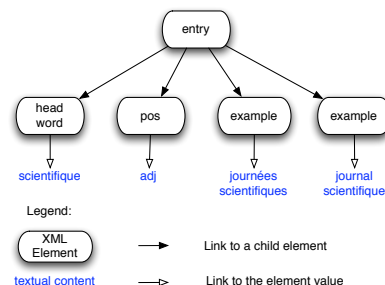 entry
head
word
pos
example
example
scientifique
adj
journées
scientifiques
journal
scientifique
Legend:
XML
Element
Link to a child element
textual content
Link to the element value